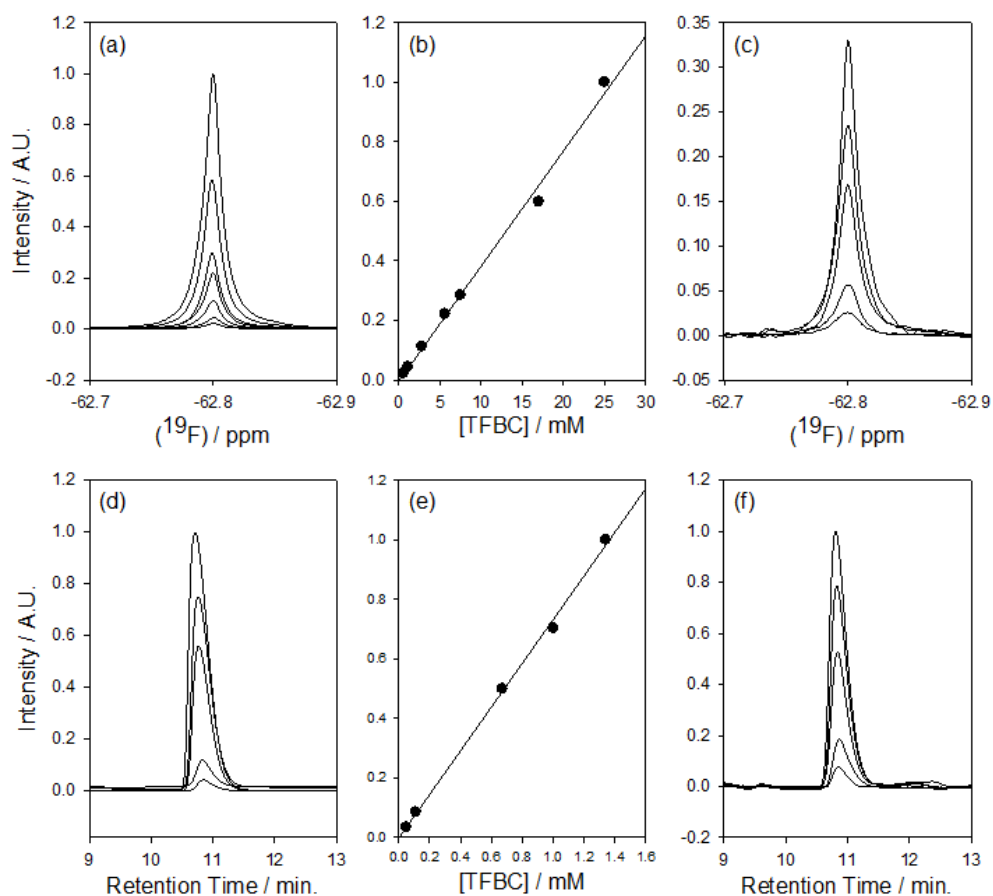 (a)
1.2
1.0
0.8
0.6
0.4
0.2
0.0
-0.2
Intensity / A.U.
-62.7 -62.8 -62.9
(¹⁹F) / ppm
(b)
1.2
1.0
0.8
0.6
0.4
0.2
0.0
0 5 10 15 20 25 30
[TFBC] / mM
(c)
0.35
0.30
0.25
0.20
0.15
0.10
0.05
0.00
-0.05
-62.7 -62.8 -62.9
(¹⁹F) / ppm
(d)
1.2
1.0
0.8
0.6
0.4
0.2
0.0
Intensity / A.U.
9 10 11 12 13
Retention Time / min.
(e)
1.2
1.0
0.8
0.6
0.4
0.2
0.0
0.0 0.2 0.4 0.6 0.8 1.0 1.2 1.4 1.6
[TFBC] / mM
(f)
1.2
1.0
0.8
0.6
0.4
0.2
0.0
-0.2
9 10 11 12 13
Retention Time / min.